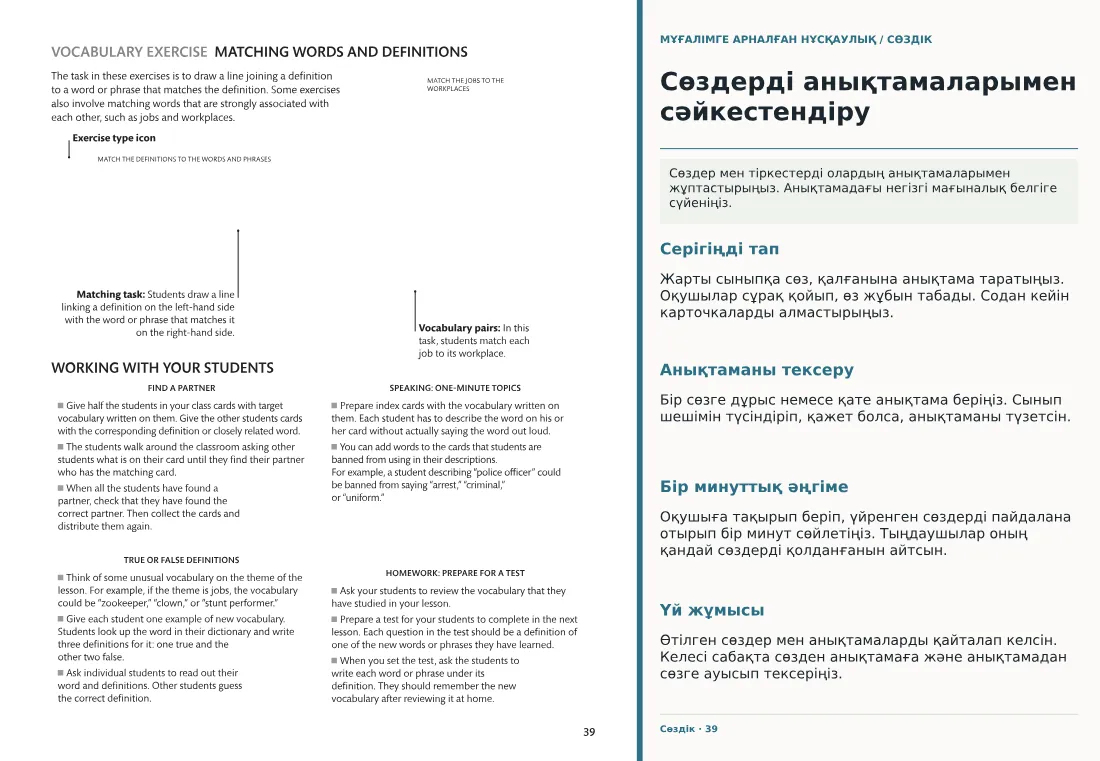 VOCABULARY EXERCISE MATCHING WORDS AND DEFINITIONS
The task in these exercises is to draw a line joining a definition
to a word or phrase that matches the definition. Some exercises
also involve matching words that are strongly associated with
each other, such as jobs and workplaces.
MATCH THE JOBS TO THE
WORKPLACES
Exercise type icon
MATCH THE DEFINITIONS TO THE WORDS AND PHRASES
Matching task: Students draw a line
linking a definition on the left-hand side
with the word or phrase that matches it
on the right-hand side.
Vocabulary pairs: In this
task, students match each
job to its workplace.
WORKING WITH YOUR STUDENTS
FIND A PARTNER
■ Give half the students in your class cards with target
vocabulary written on them. Give the other students cards
with the corresponding definition or closely related word.
■ The students walk around the classroom asking other
students what is on their card until they find their partner
who has the matching card.
■ When all the students have found a
partner, check that they have found the
correct partner. Then collect the cards and
distribute them again.
TRUE OR FALSE DEFINITIONS
■ Think of some unusual vocabulary on the theme of the
lesson. For example, if the theme is jobs, the vocabulary
could be “zookeeper,” “clown,” or “stunt performer.”
■ Give each student one example of new vocabulary.
Students look up the word in their dictionary and write
three definitions for it: one true and the
other two false.
■ Ask individual students to read out their
word and definitions. Other students guess
the correct definition.
SPEAKING: ONE-MINUTE TOPICS
■ Prepare index cards with the vocabulary written on
them. Each student has to describe the word on his or
her card without actually saying the word out loud.
■ You can add words to the cards that students are
banned from using in their descriptions.
For example, a student describing “police officer” could
be banned from saying “arrest,” “criminal,”
or “uniform.”
HOMEWORK: PREPARE FOR A TEST
■ Ask your students to review the vocabulary that they
have studied in your lesson.
■ Prepare a test for your students to complete in the next
lesson. Each question in the test should be a definition of
one of the new words or phrases they have learned.
■ When you set the test, ask the students to
write each word or phrase under its
definition. They should remember the new
vocabulary after reviewing it at home.
39
МҰҒАЛІМГЕ АРНАЛҒАН НҰСҚАУЛЫҚ / СӨЗДІК
Сөздерді анықтамаларымен
сәйкестендіру
Сөздер мен тіркестерді олардың анықтамаларымен
жұптастырыңыз. Анықтамадағы негізгі мағыналық белгіге
сүйеніңіз.
Серігіңді тап
Жарты сыныпқа сөз, қалғанына анықтама таратыңыз.
Оқушылар сұрақ қойып, өз жұбын табады. Содан кейін
карточкаларды алмастырыңыз.
Анықтаманы тексеру
Бір сөзге дұрыс немесе қате анықтама беріңіз. Сынып
шешімін түсіндіріп, қажет болса, анықтаманы түзетсін.
Бір минуттық әңгіме
Оқушыға тақырып беріп, үйренген сөздерді пайдалана
отырып бір минут сөйлетіңіз. Тыңдаушылар оның
қандай сөздерді қолданғанын айтсын.
Үй жұмысы
Өтілген сөздер мен анықтамаларды қайталап келсін.
Келесі сабақта сөзден анықтамаға және анықтамадан
сөзге ауысып тексеріңіз.
Сөздік · 39